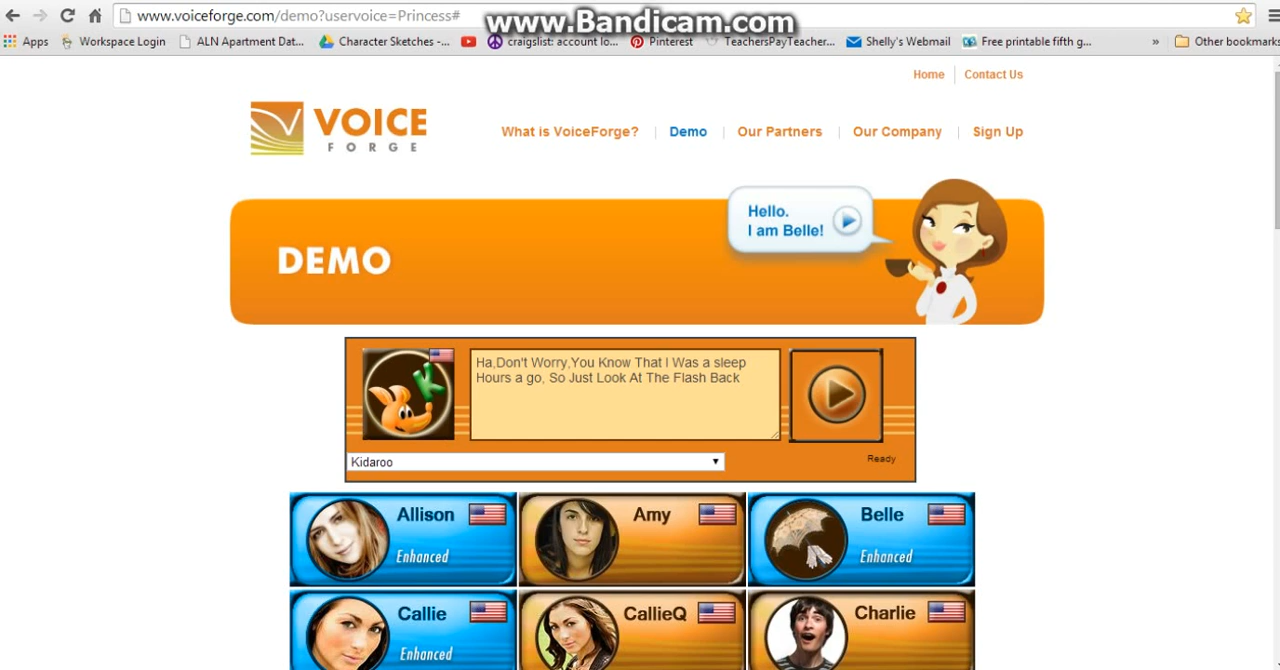 www.voiceforge.com/demo?uservoice=Princess#
www.Bandicam.com
Apps Workspace Login ALN Apartment Dat... Character Sketches -... craigslist: account lo... Pinterest TeachersPayTeacher... Shelly's Webmail Free printable fifth g... » Other bookmarks
Home Contact Us
VOICE
FORGE
What is VoiceForge? Demo Our Partners Our Company Sign Up
Hello.
I am Belle!
DEMO
K
Ha,Don't Worry,You Know That I Was a sleep
Hours a go, So Just Look At The Flash Back
Kidaroo
Ready
Allison
Enhanced
Amy
Belle
Enhanced
Callie
Enhanced
CallieQ
Charlie